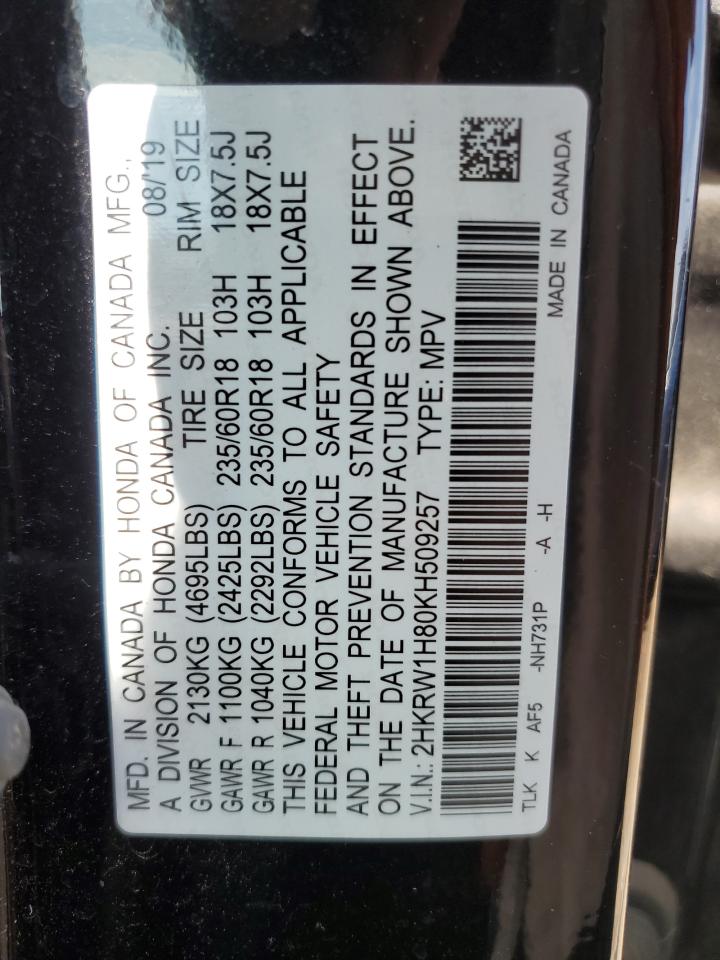 MFD. IN CANADA BY HONDA OF CANADA MFG.,
A DIVISION OF HONDA CANADA INC. 08/19
GVWR 2130KG (4695LBS) TIRE SIZE RIM SIZE
GAWR F 1100KG (2425LBS) 235/60R18 103H 18X7.5J
GAWR R 1040KG (2292LBS) 235/60R18 103H 18X7.5J
THIS VEHICLE CONFORMS TO ALL APPLICABLE
FEDERAL MOTOR VEHICLE SAFETY
AND THEFT PREVENTION STANDARDS IN EFFECT
ON THE DATE OF MANUFACTURE SHOWN ABOVE.
V.I.N.: 2HKRW1H80KH509257 TYPE: MPV
TLK K AF5 -NH731P -A -H MADE IN CANADA